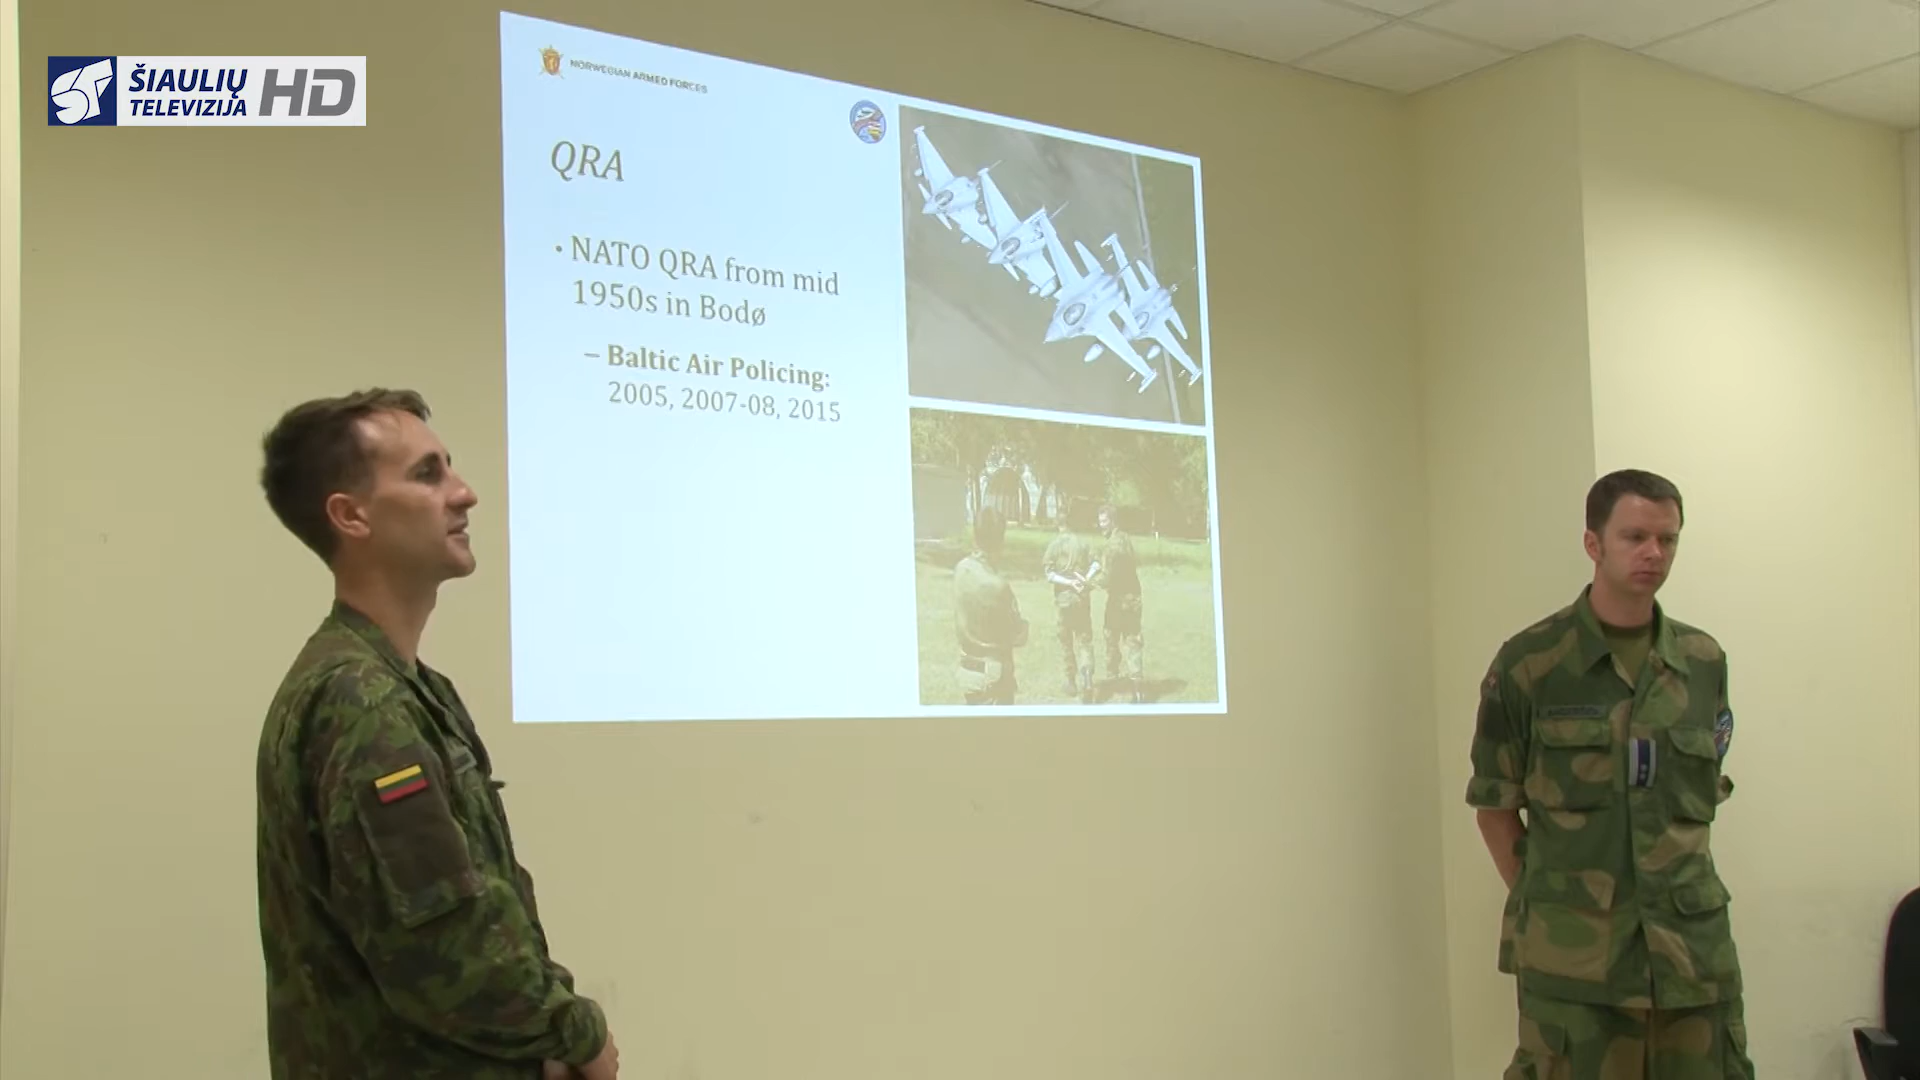 ŠIAULIŲ
TELEVIZIJA HD
NORWEGIAN ARMED FORCES
QRA
• NATO QRA from mid
1950s in Bodø
– Baltic Air Policing:
2005, 2007-08, 2015